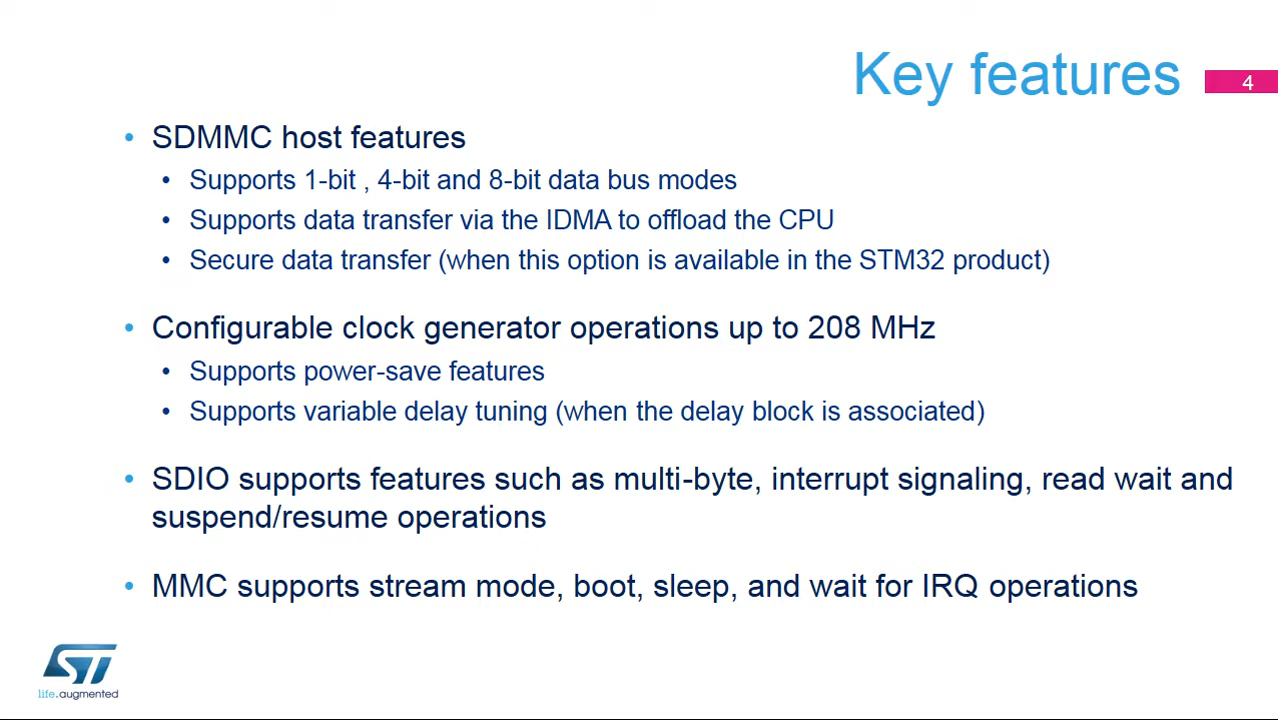 Key features
4
• SDMMC host features
• Supports 1-bit , 4-bit and 8-bit data bus modes
• Supports data transfer via the IDMA to offload the CPU
• Secure data transfer (when this option is available in the STM32 product)
• Configurable clock generator operations up to 208 MHz
• Supports power-save features
• Supports variable delay tuning (when the delay block is associated)
• SDIO supports features such as multi-byte, interrupt signaling, read wait and
suspend/resume operations
• MMC supports stream mode, boot, sleep, and wait for IRQ operations
ST
life.augmented